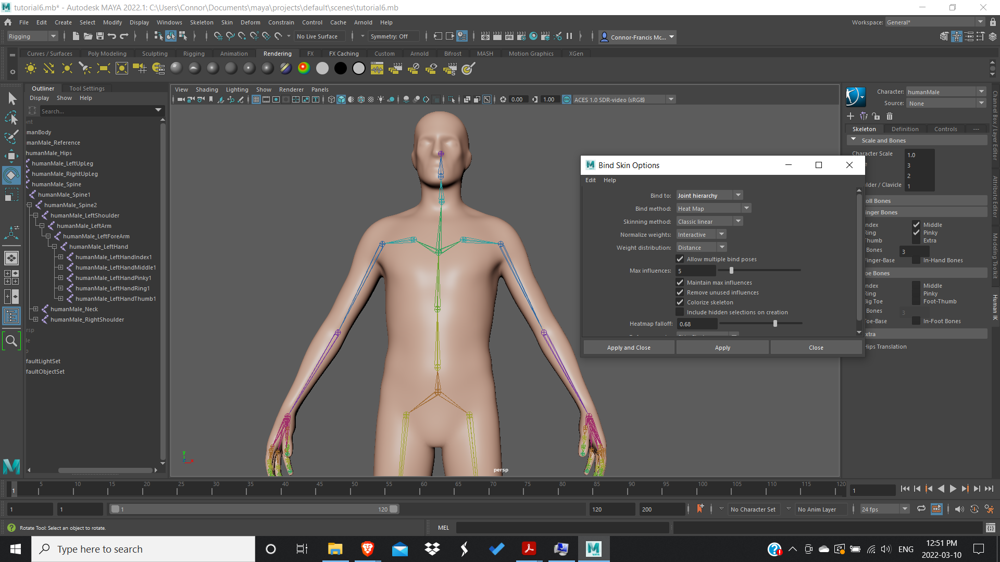 tutorial6.mb* - Autodesk MAYA 2022.1: C:\Users\Connor\Documents\maya\projects\default\scenes\tutorial6.mb
File Edit Create Select Modify Display Windows Skeleton Skin Deform Constrain Control Cache Arnold Help
Workspace: General*
Rigging No Live Surface Symmetry: Off Connor-Francis Mc...
IPR
Curves / Surfaces Poly Modeling Sculpting Rigging Animation Rendering FX FX Caching Custom Arnold Bifrost MASH Motion Graphics XGen
Outliner Tool Settings
Display Show Help
Search...
ont
manBody
manMale_Reference
humanMale_Hips
humanMale_LeftUpLeg
humanMale_RightUpLeg
humanMale_Spine
humanMale_Spine1
humanMale_Spine2
humanMale_LeftShoulder
humanMale_LeftArm
humanMale_LeftForeArm
humanMale_LeftHand
humanMale_LeftHandIndex1
humanMale_LeftHandMiddle1
humanMale_LeftHandPinky1
humanMale_LeftHandRing1
humanMale_LeftHandThumb1
humanMale_Neck
humanMale_RightShoulder
rsp
de
faultLightSet
faultObjectSet
View Shading Lighting Show Renderer Panels
0.00 1.00 ON ACES 1.0 SDR-video (sRGB)
y
x
persp
Bind Skin Options
Edit Help
Bind to: Joint hierarchy
Bind method: Heat Map
Skinning method: Classic linear
Normalize weights: Interactive
Weight distribution: Distance
Allow multiple bind poses
Max influences: 5
Maintain max influences
Remove unused influences
Colorize skeleton
Include hidden selections on creation
Heatmap falloff: 0.68
Apply and Close Apply Close
Character: humanMale
Source: None
Skeleton Definition Controls ---
Scale and Bones
Character Scale 1.0
e 3
2
ulder / Clavicle 1
oll Bones
inger Bones
ndex Middle
Ring Pinky
Thumb Extra
Bones 3
Finger-Base In-Hand Bones
oe Bones
ndex Middle
Ring Pinky
Big Toe Foot-Thumb
Bones 3
Toe-Base In-Foot Bones
xtra
Hips Translation
Channel Box / Layer Editor
Attribute Editor
Modeling Toolkit
Human IK
1 5 10 15 20 25 30 35 40 45 50 55 60 65 70 75 80 85 90 95 100 105 110 115 120
1
1 1 1 120 120 200 No Character Set No Anim Layer 24 fps
Rotate Tool: Select an object to rotate.
MEL
Type here to search
MAYA
ENG
12:51 PM
2022-03-10